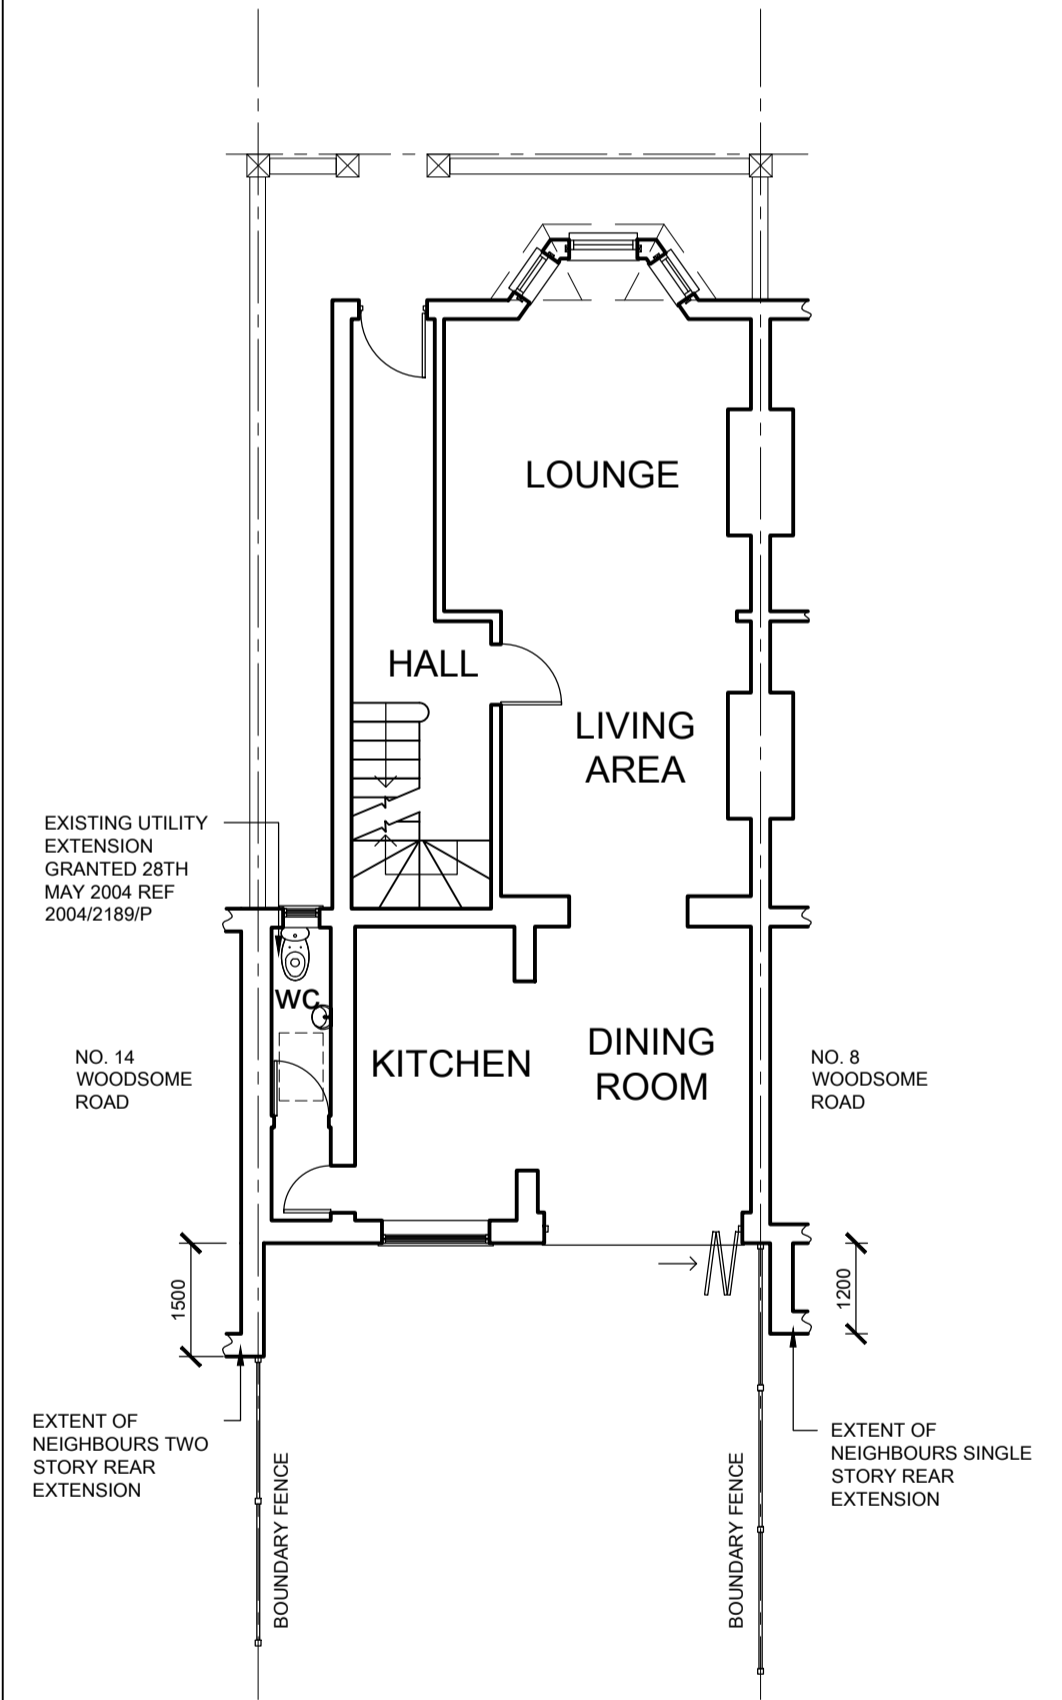 LOUNGE
HALL
LIVING
AREA
EXISTING UTILITY
EXTENSION
GRANTED 28TH
MAY 2004 REF
2004/2189/P
WC
KITCHEN
DINING
ROOM
NO. 14
WOODSOME
ROAD
NO. 8
WOODSOME
ROAD
1500
1200
EXTENT OF
NEIGHBOURS TWO
STORY REAR
EXTENSION
BOUNDARY FENCE
BOUNDARY FENCE
EXTENT OF
NEIGHBOURS SINGLE
STORY REAR
EXTENSION